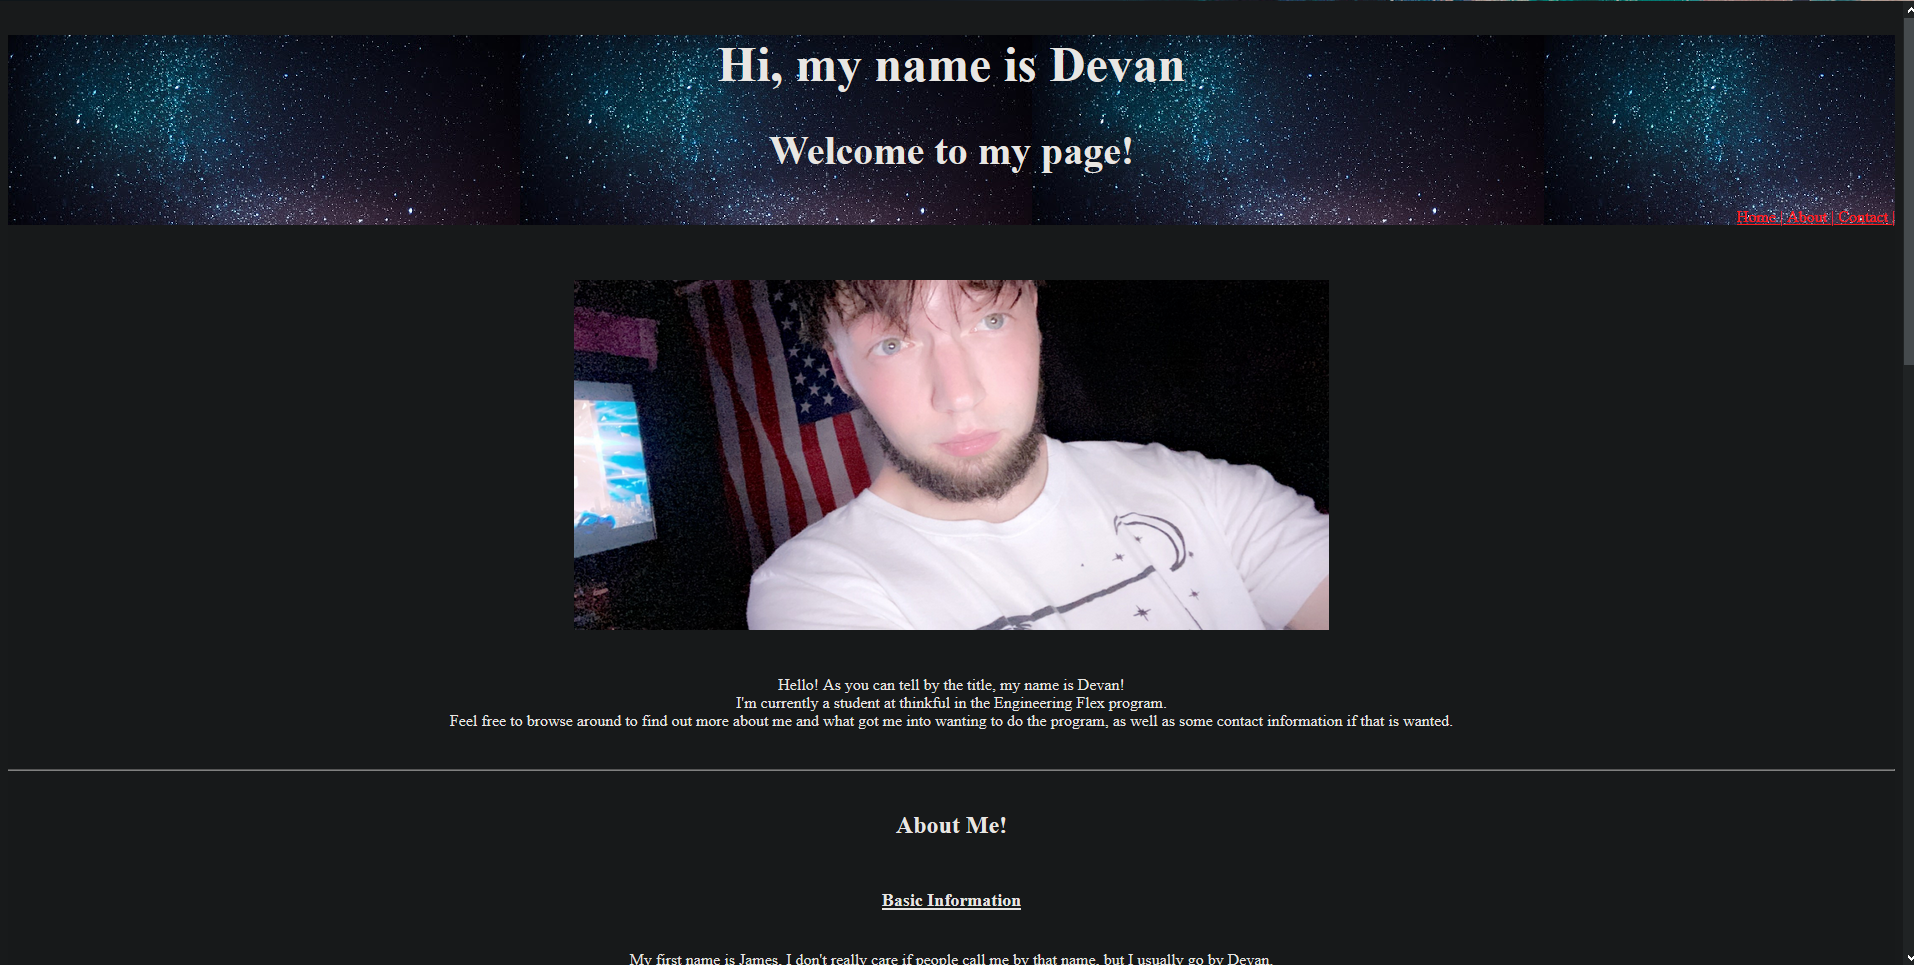 Hi, my name is Devan
Welcome to my page!
Home | About | Contact |
Hello! As you can tell by the title, my name is Devan!
I'm currently a student at thinkful in the Engineering Flex program.
Feel free to browse around to find out more about me and what got me into wanting to do the program, as well as some contact information if that is wanted.
About Me!
Basic Information
My first name is James, I don't really care if people call me by that name, but I usually go by Devan.